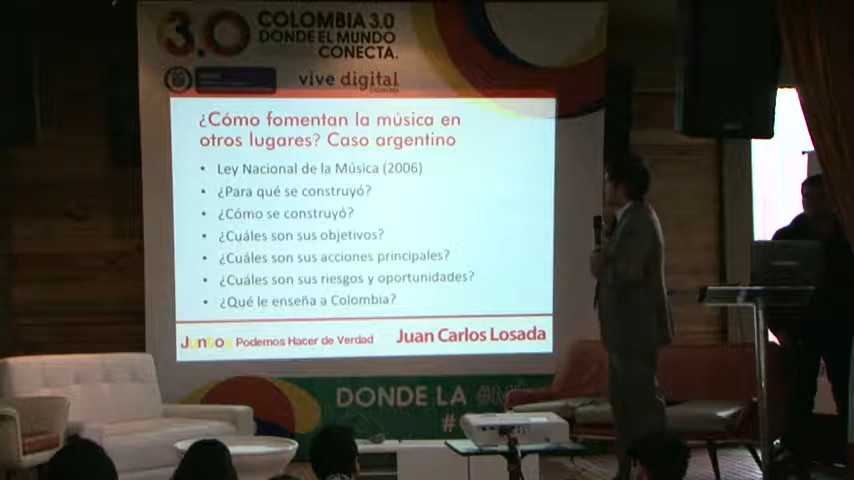 3.0
COLOMBIA 3.0
DONDE EL MUNDO
CONECTA.
vive digital
¿Cómo fomentan la música en
otros lugares? Caso argentino
• Ley Nacional de la Música (2006)
• ¿Para qué se construyó?
• ¿Cómo se construyó?
• ¿Cuáles son sus objetivos?
• ¿Cuáles son sus acciones principales?
• ¿Cuáles son sus riesgos y oportunidades?
• ¿Qué le enseña a Colombia?
Juntos Podemos Hacer de Verdad
Juan Carlos Losada
DONDE LA